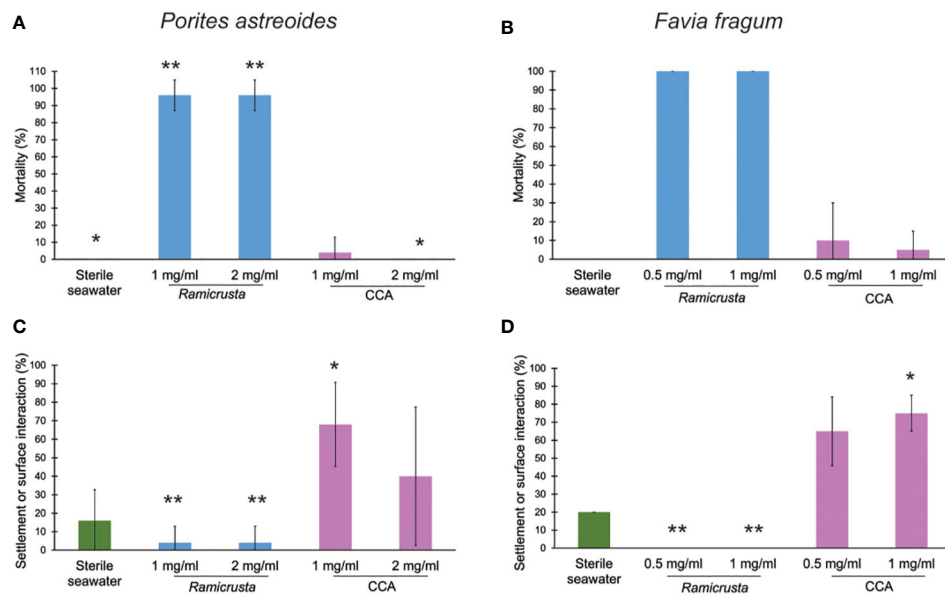 A
Porites astreoides
Mortality (%)
110
100
90
80
70
60
50
40
30
20
10
0
*
**
**
*
Sterile
seawater
1 mg/ml
2 mg/ml
1 mg/ml
2 mg/ml
Ramicrusta
CCA
B
Favia fragum
Mortality (%)
100
90
80
70
60
50
40
30
20
10
0
Sterile
seawater
0.5 mg/ml
1 mg/ml
0.5 mg/ml
1 mg/ml
Ramicrusta
CCA
C
Settlement or surface interaction (%)
100
90
80
70
60
50
40
30
20
10
0
**
**
*
Sterile
seawater
1 mg/ml
2 mg/ml
1 mg/ml
2 mg/ml
Ramicrusta
CCA
D
Settlement or surface interaction (%)
100
90
80
70
60
50
40
30
20
10
0
**
**
*
Sterile
seawater
0.5 mg/ml
1 mg/ml
0.5 mg/ml
1 mg/ml
Ramicrusta
CCA